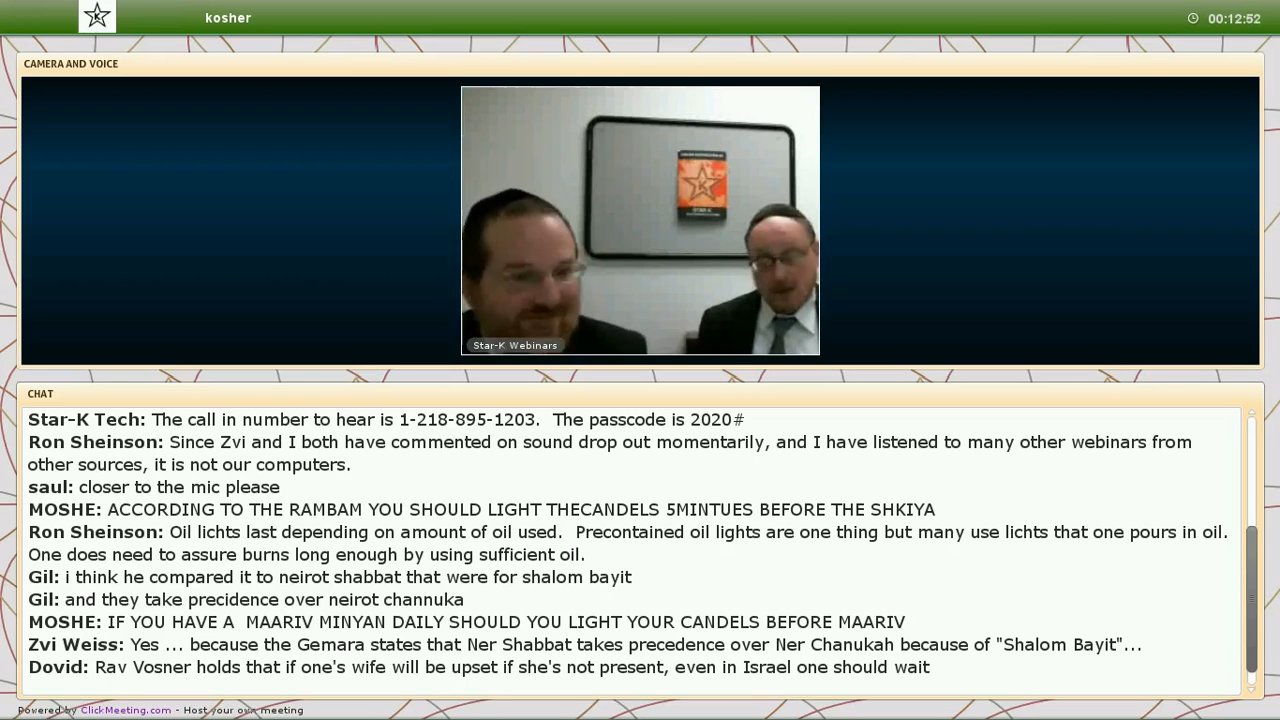 K
kosher
00:12:52
CAMERA AND VOICE
K
STAR-K
Star-K Webinars
CHAT
Star-K Tech: The call in number to hear is 1-218-895-1203.  The passcode is 2020#
Ron Sheinson: Since Zvi and I both have commented on sound drop out momentarily, and I have listened to many other webinars from
other sources, it is not our computers.
saul: closer to the mic please
MOSHE: ACCORDING TO THE RAMBAM YOU SHOULD LIGHT THECANDELS 5MINTUES BEFORE THE SHKIYA
Ron Sheinson: Oil lichts last depending on amount of oil used.  Precontained oil lights are one thing but many use lichts that one pours in oil.
One does need to assure burns long enough by using sufficient oil.
Gil: i think he compared it to neirot shabbat that were for shalom bayit
Gil: and they take precidence over neirot channuka
MOSHE: IF YOU HAVE A  MAARIV MINYAN DAILY SHOULD YOU LIGHT YOUR CANDELS BEFORE MAARIV
Zvi Weiss: Yes ... because the Gemara states that Ner Shabbat takes precedence over Ner Chanukah because of "Shalom Bayit"...
Dovid: Rav Vosner holds that if one's wife will be upset if she's not present, even in Israel one should wait
Powered by ClickMeeting.com - Host your own meeting